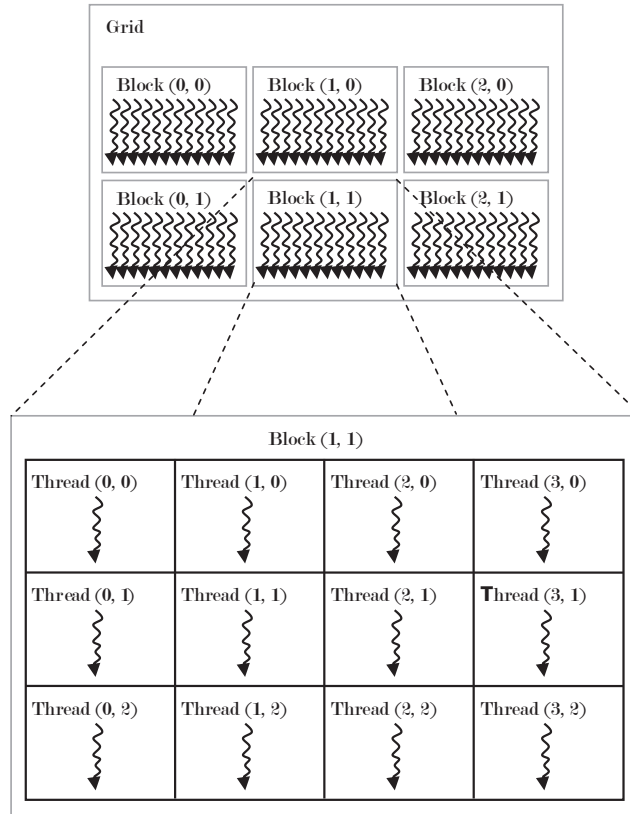 Grid
Block (0, 0) Block (1, 0) Block (2, 0)
Block (0, 1) Block (1, 1) Block (2, 1)
Block (1, 1)
Thread (0, 0) Thread (1, 0) Thread (2, 0) Thread (3, 0)
Thread (0, 1) Thread (1, 1) Thread (2, 1) Thread (3, 1)
Thread (0, 2) Thread (1, 2) Thread (2, 2) Thread (3, 2)